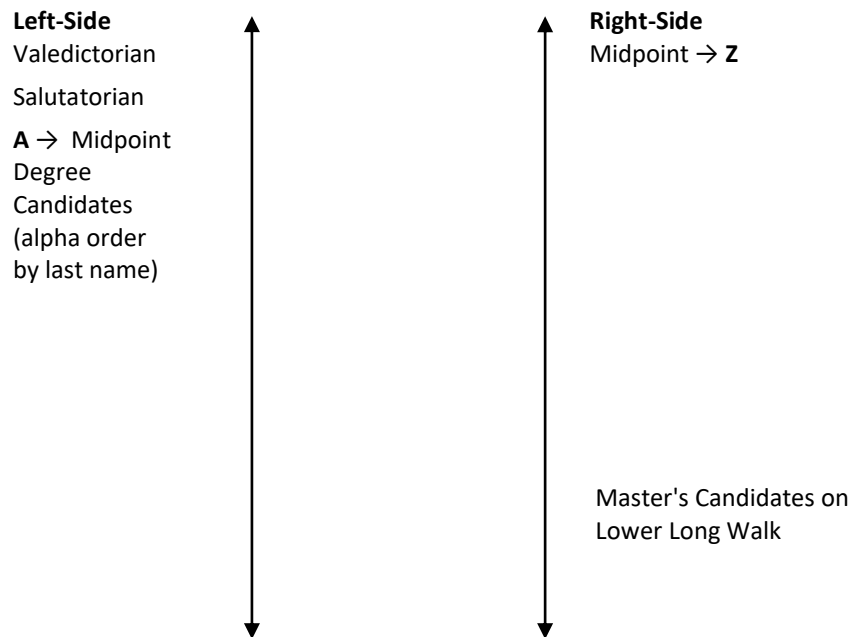 Left-Side
Valedictorian
Salutatorian
A → Midpoint
Degree
Candidates
(alpha order
by last name)
Right-Side
Midpoint → Z
Master's Candidates on
Lower Long Walk